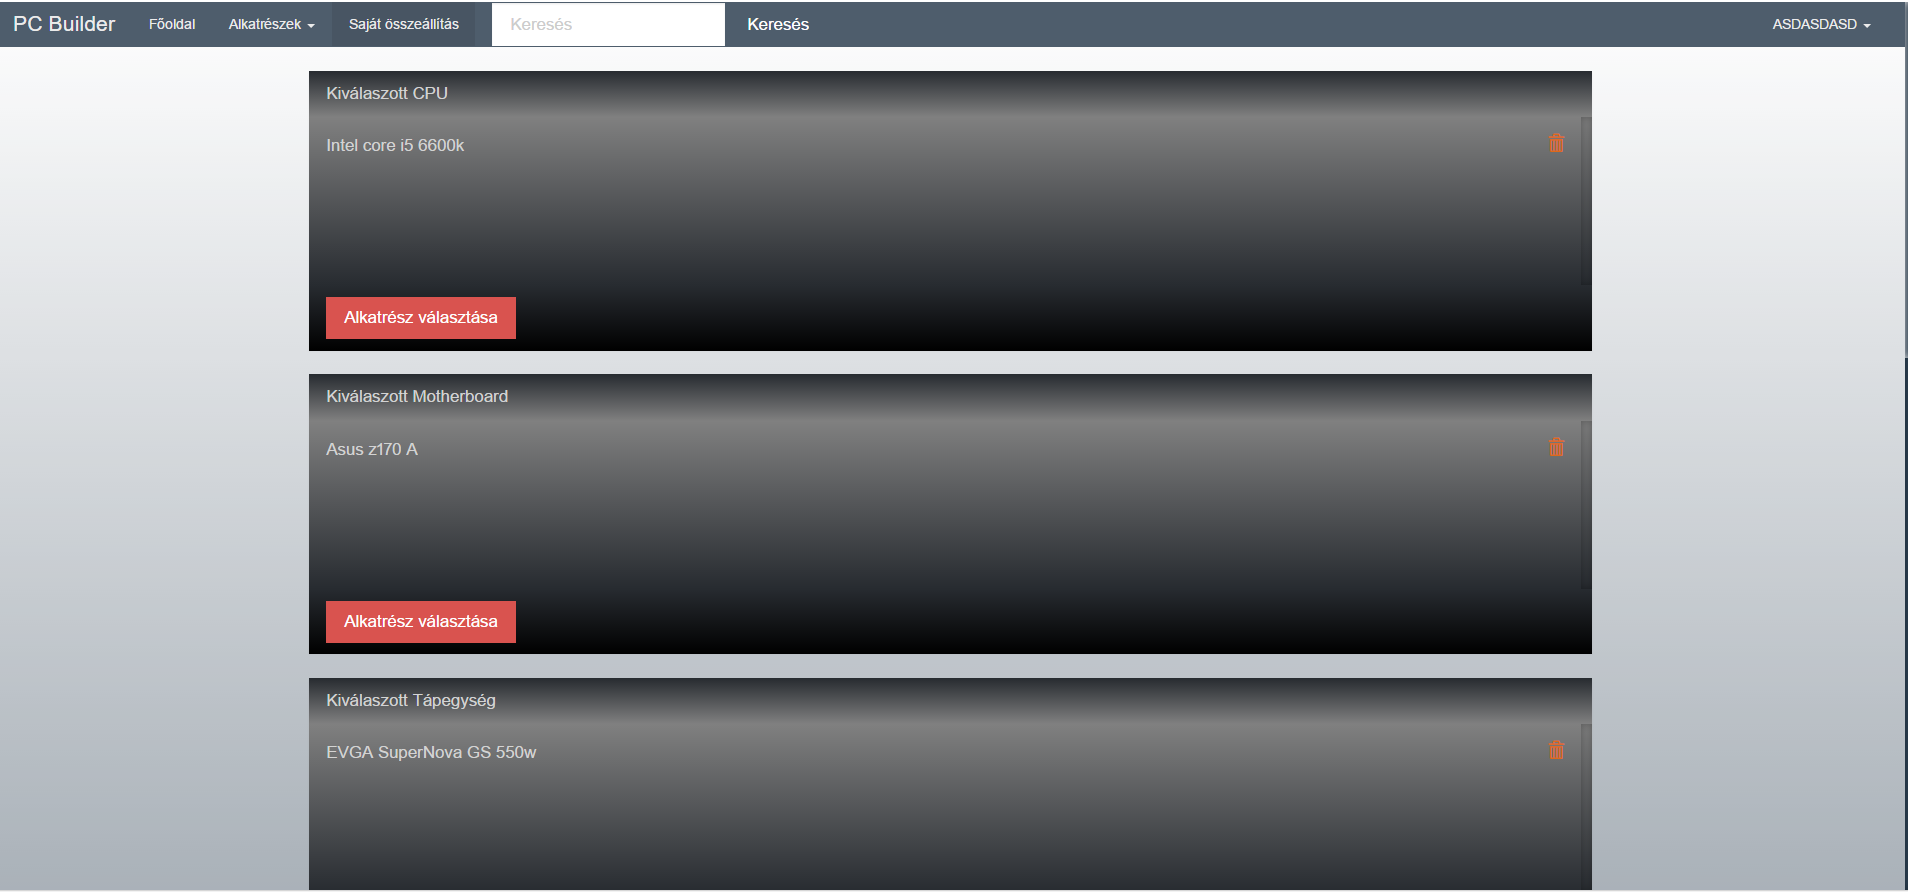 PC Builder Főoldal Alkatrészek Saját összeállítás Keresés Keresés ASDASDASD
Kiválaszott CPU
Intel core i5 6600k
Alkatrész választása
Kiválaszott Motherboard
Asus z170 A
Alkatrész választása
Kiválaszott Tápegység
EVGA SuperNova GS 550w